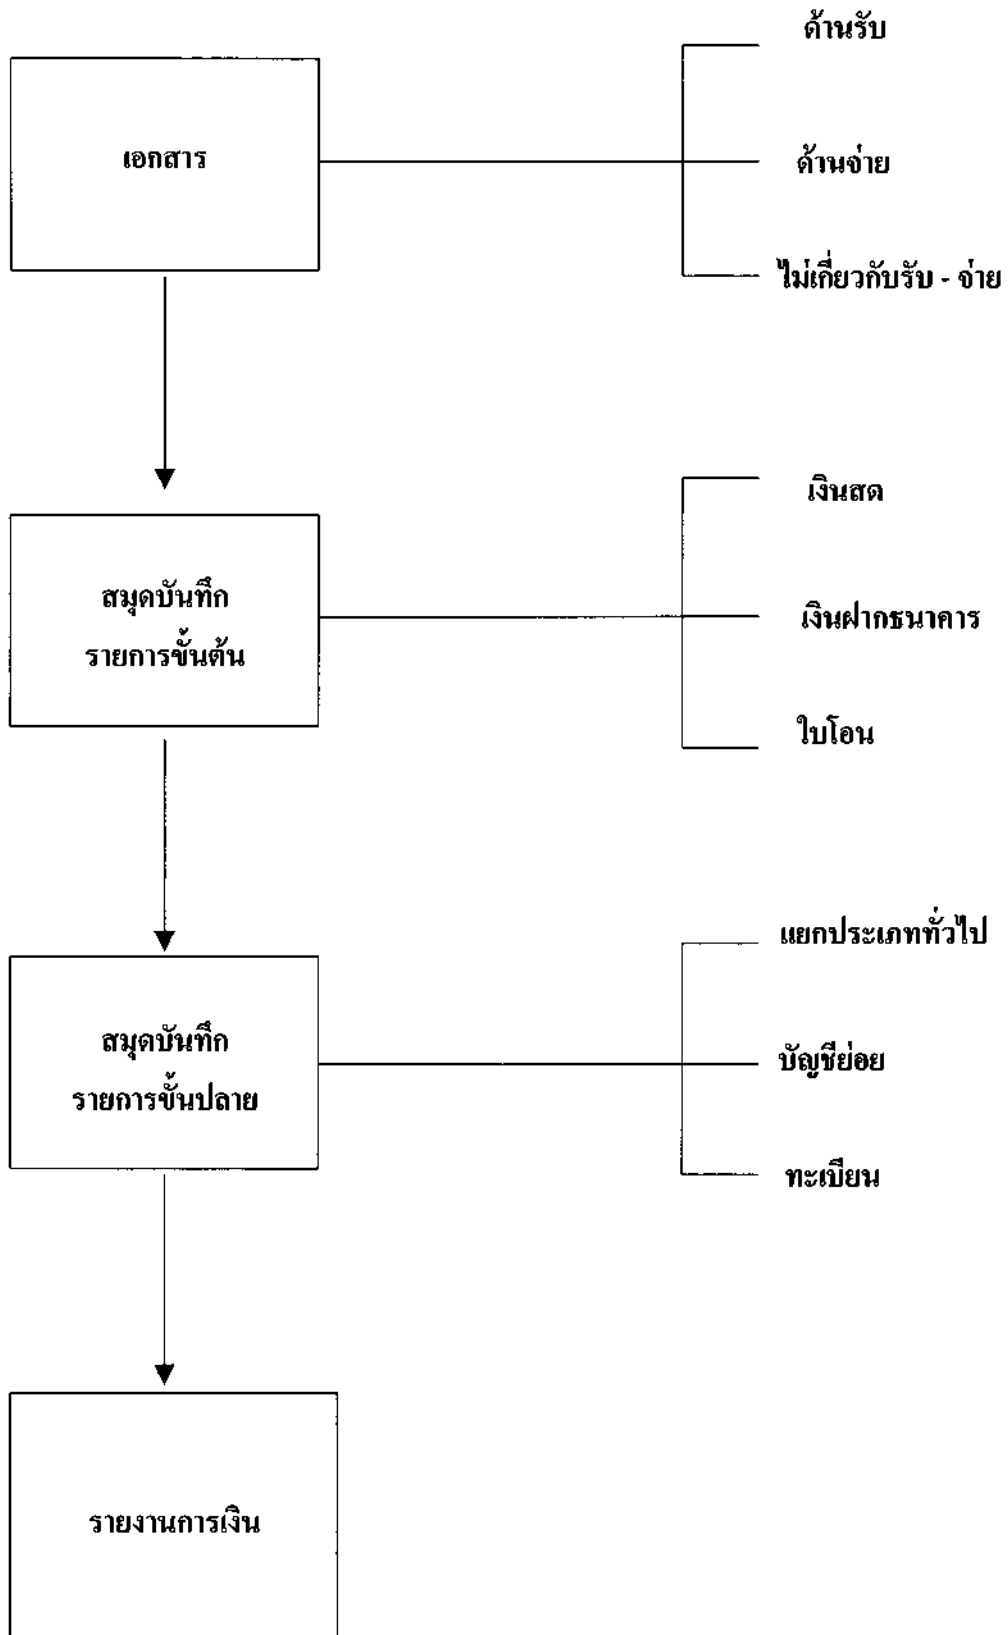 ด้านรับ
เอกสาร
ด้านจ่าย
ไม่เกี่ยวกับรับ - จ่าย
เงินสด
สมุดบันทึก
รายการขั้นต้น
เงินฝากธนาคาร
ใบโอน
แยกประเภททั่วไป
สมุดบันทึก
รายการขั้นปลาย
บัญชีย่อย
ทะเบียน
รายงานการเงิน